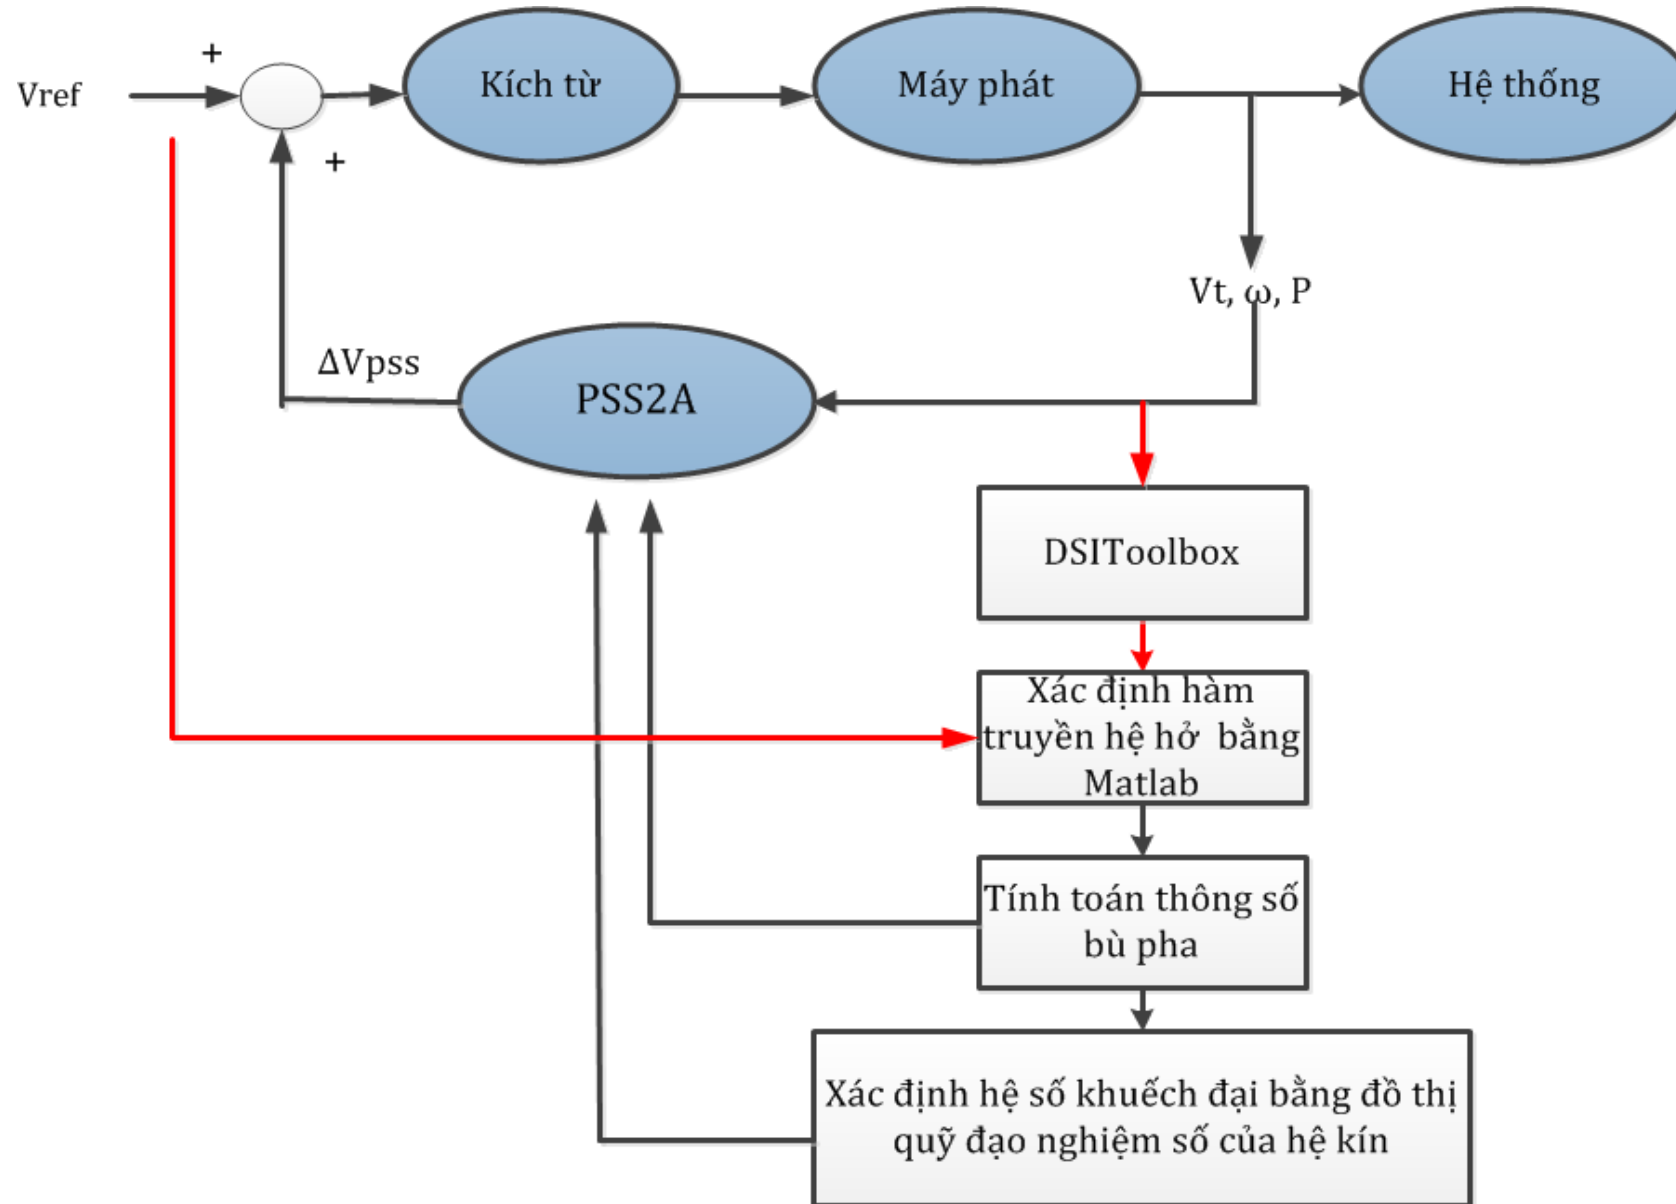 +
Vref
Kích từ
Máy phát
Hệ thống
+
Vt, ω, P
ΔVpss
PSS2A
DSIToolbox
Xác định hàm
truyền hệ hở bằng
Matlab
Tính toán thông số
bù pha
Xác định hệ số khuếch đại bằng đồ thị
quỹ đạo nghiệm số của hệ kín